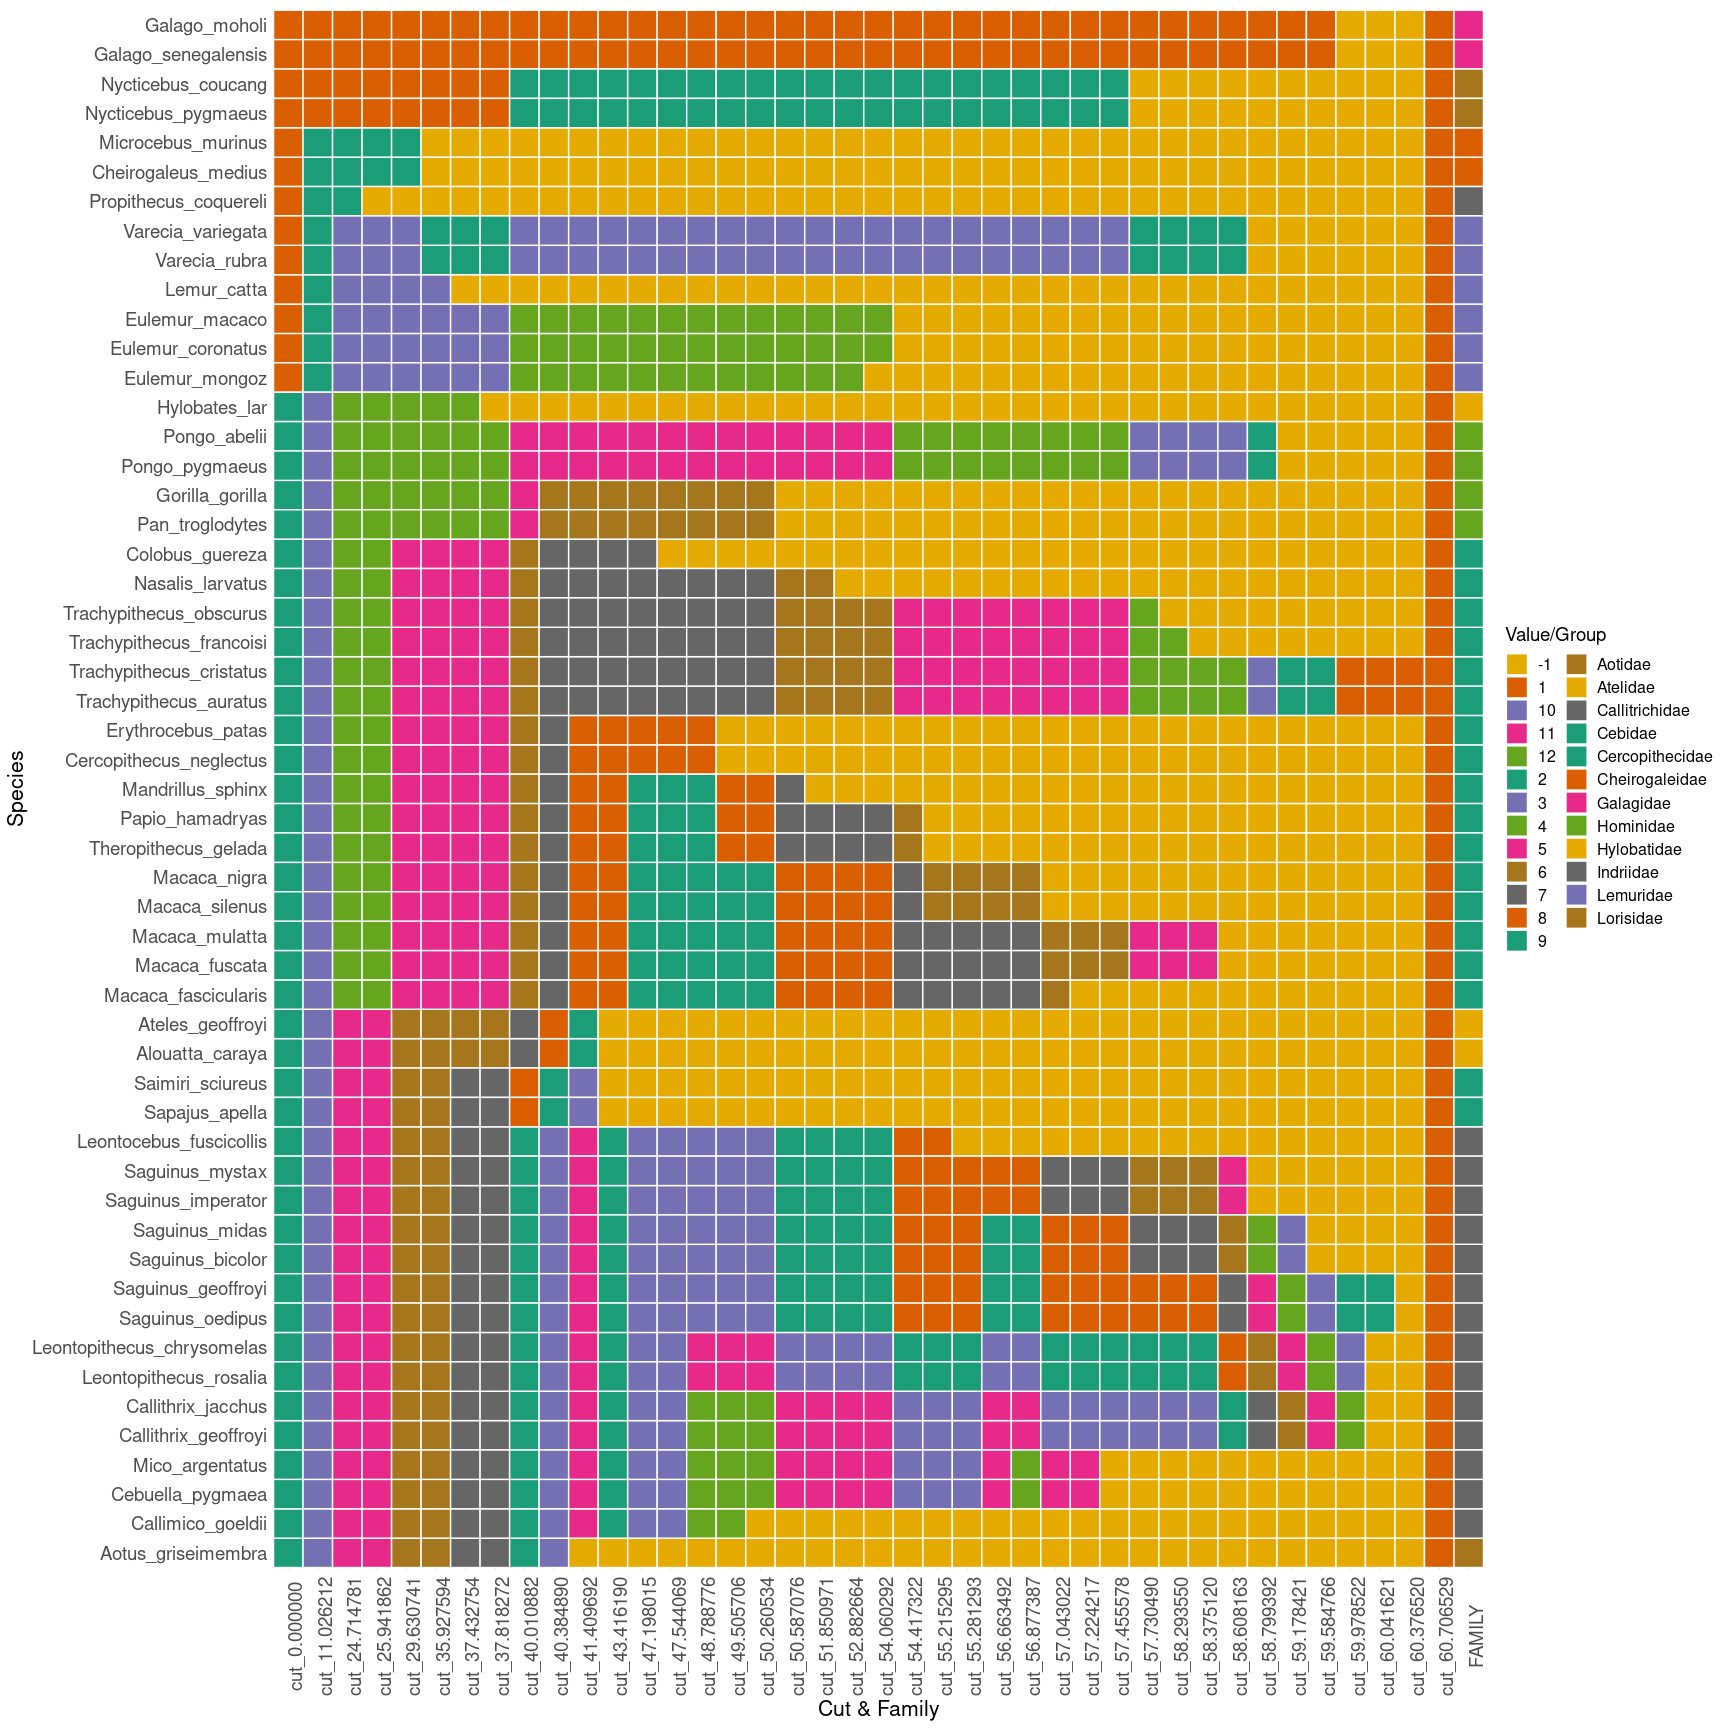 Galago_moholi
Galago_senegalensis
Nycticebus_coucang
Nycticebus_pygmaeus
Microcebus_murinus
Cheirogaleus_medius
Propithecus_coquereli
Varecia_variegata
Varecia_rubra
Lemur_catta
Eulemur_macaco
Eulemur_coronatus
Eulemur_mongoz
Hylobates_lar
Pongo_abelii
Pongo_pygmaeus
Gorilla_gorilla
Pan_troglodytes
Colobus_guereza
Nasalis_larvatus
Trachypithecus_obscurus
Trachypithecus_francoisi
Trachypithecus_cristatus
Trachypithecus_auratus
Erythrocebus_patas
Cercopithecus_neglectus
Mandrillus_sphinx
Papio_hamadryas
Theropithecus_gelada
Macaca_nigra
Macaca_silenus
Macaca_mulatta
Macaca_fuscata
Macaca_fascicularis
Ateles_geoffroyi
Alouatta_caraya
Saimiri_sciureus
Sapajus_apella
Leontocebus_fuscicollis
Saguinus_mystax
Saguinus_imperator
Saguinus_midas
Saguinus_bicolor
Saguinus_geoffroyi
Saguinus_oedipus
Leontopithecus_chrysomelas
Leontopithecus_rosalia
Callithrix_jacchus
Callithrix_geoffroyi
Mico_argentatus
Cebuella_pygmaea
Callimico_goeldii
Aotus_griseimembra
Species
cut_0.000000
cut_11.026212
cut_24.714781
cut_25.941862
cut_29.630741
cut_35.927594
cut_37.432754
cut_37.818272
cut_40.010882
cut_40.384890
cut_41.409692
cut_43.416190
cut_47.198015
cut_47.544069
cut_48.788776
cut_49.505706
cut_50.260534
cut_50.587076
cut_51.850971
cut_52.882664
cut_54.060292
cut_54.417322
cut_55.215295
cut_55.281293
cut_56.663492
cut_56.877387
cut_57.043022
cut_57.224217
cut_57.455578
cut_57.730490
cut_58.293550
cut_58.375120
cut_58.608163
cut_58.799392
cut_59.178421
cut_59.584766
cut_59.978522
cut_60.041621
cut_60.376520
cut_60.706529
FAMILY
Cut & Family
Value/Group
-1
1
10
11
12
2
3
4
5
6
7
8
9
Aotidae
Atelidae
Callitrichidae
Cebidae
Cercopithecidae
Cheirogaleidae
Galagidae
Hominidae
Hylobatidae
Indriidae
Lemuridae
Lorisidae